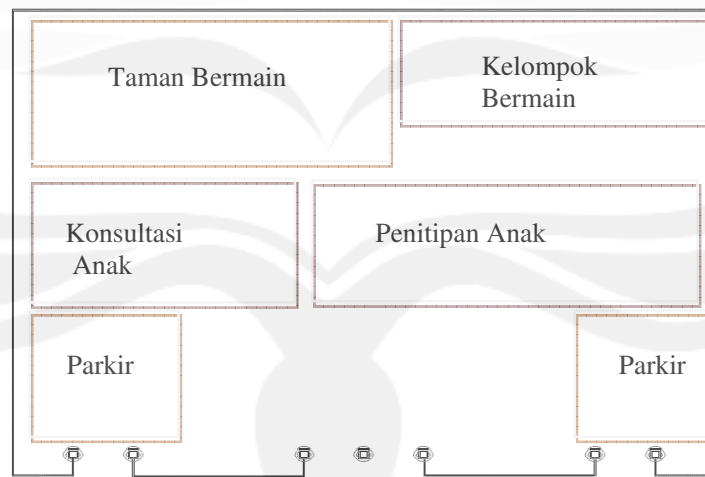 Taman Bermain
Kelompok
Bermain
Konsultasi
Anak
Penitipan Anak
Parkir
Parkir